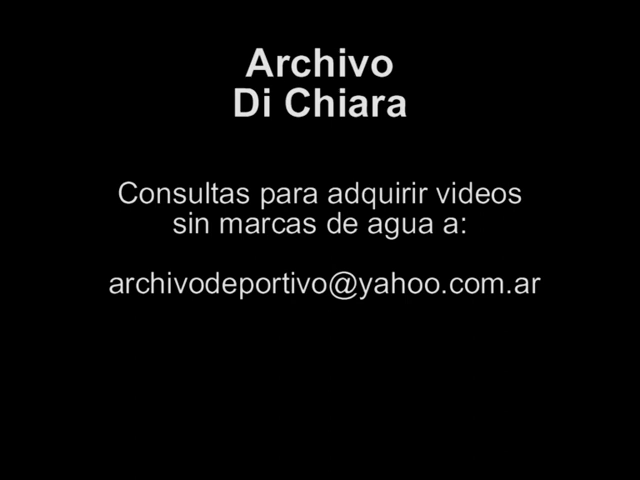 Archivo
Di Chiara
Consultas para adquirir videos
sin marcas de agua a:
archivodeportivo@yahoo.com.ar